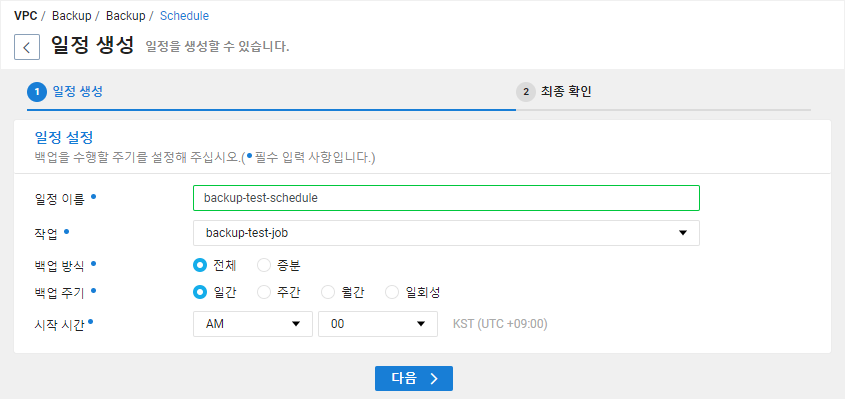 VPC / Backup / Backup / Schedule
일정 생성 일정을 생성할 수 있습니다.
1 일정 생성 2 최종 확인
일정 설정
백업을 수행할 주기를 설정해 주십시오.(• 필수 입력 사항입니다.)
일정 이름 • backup-test-schedule
작업 • backup-test-job
백업 방식 • 전체 증분
백업 주기 • 일간 주간 월간 일회성
시작 시간 • AM 00 KST (UTC +09:00)
다음